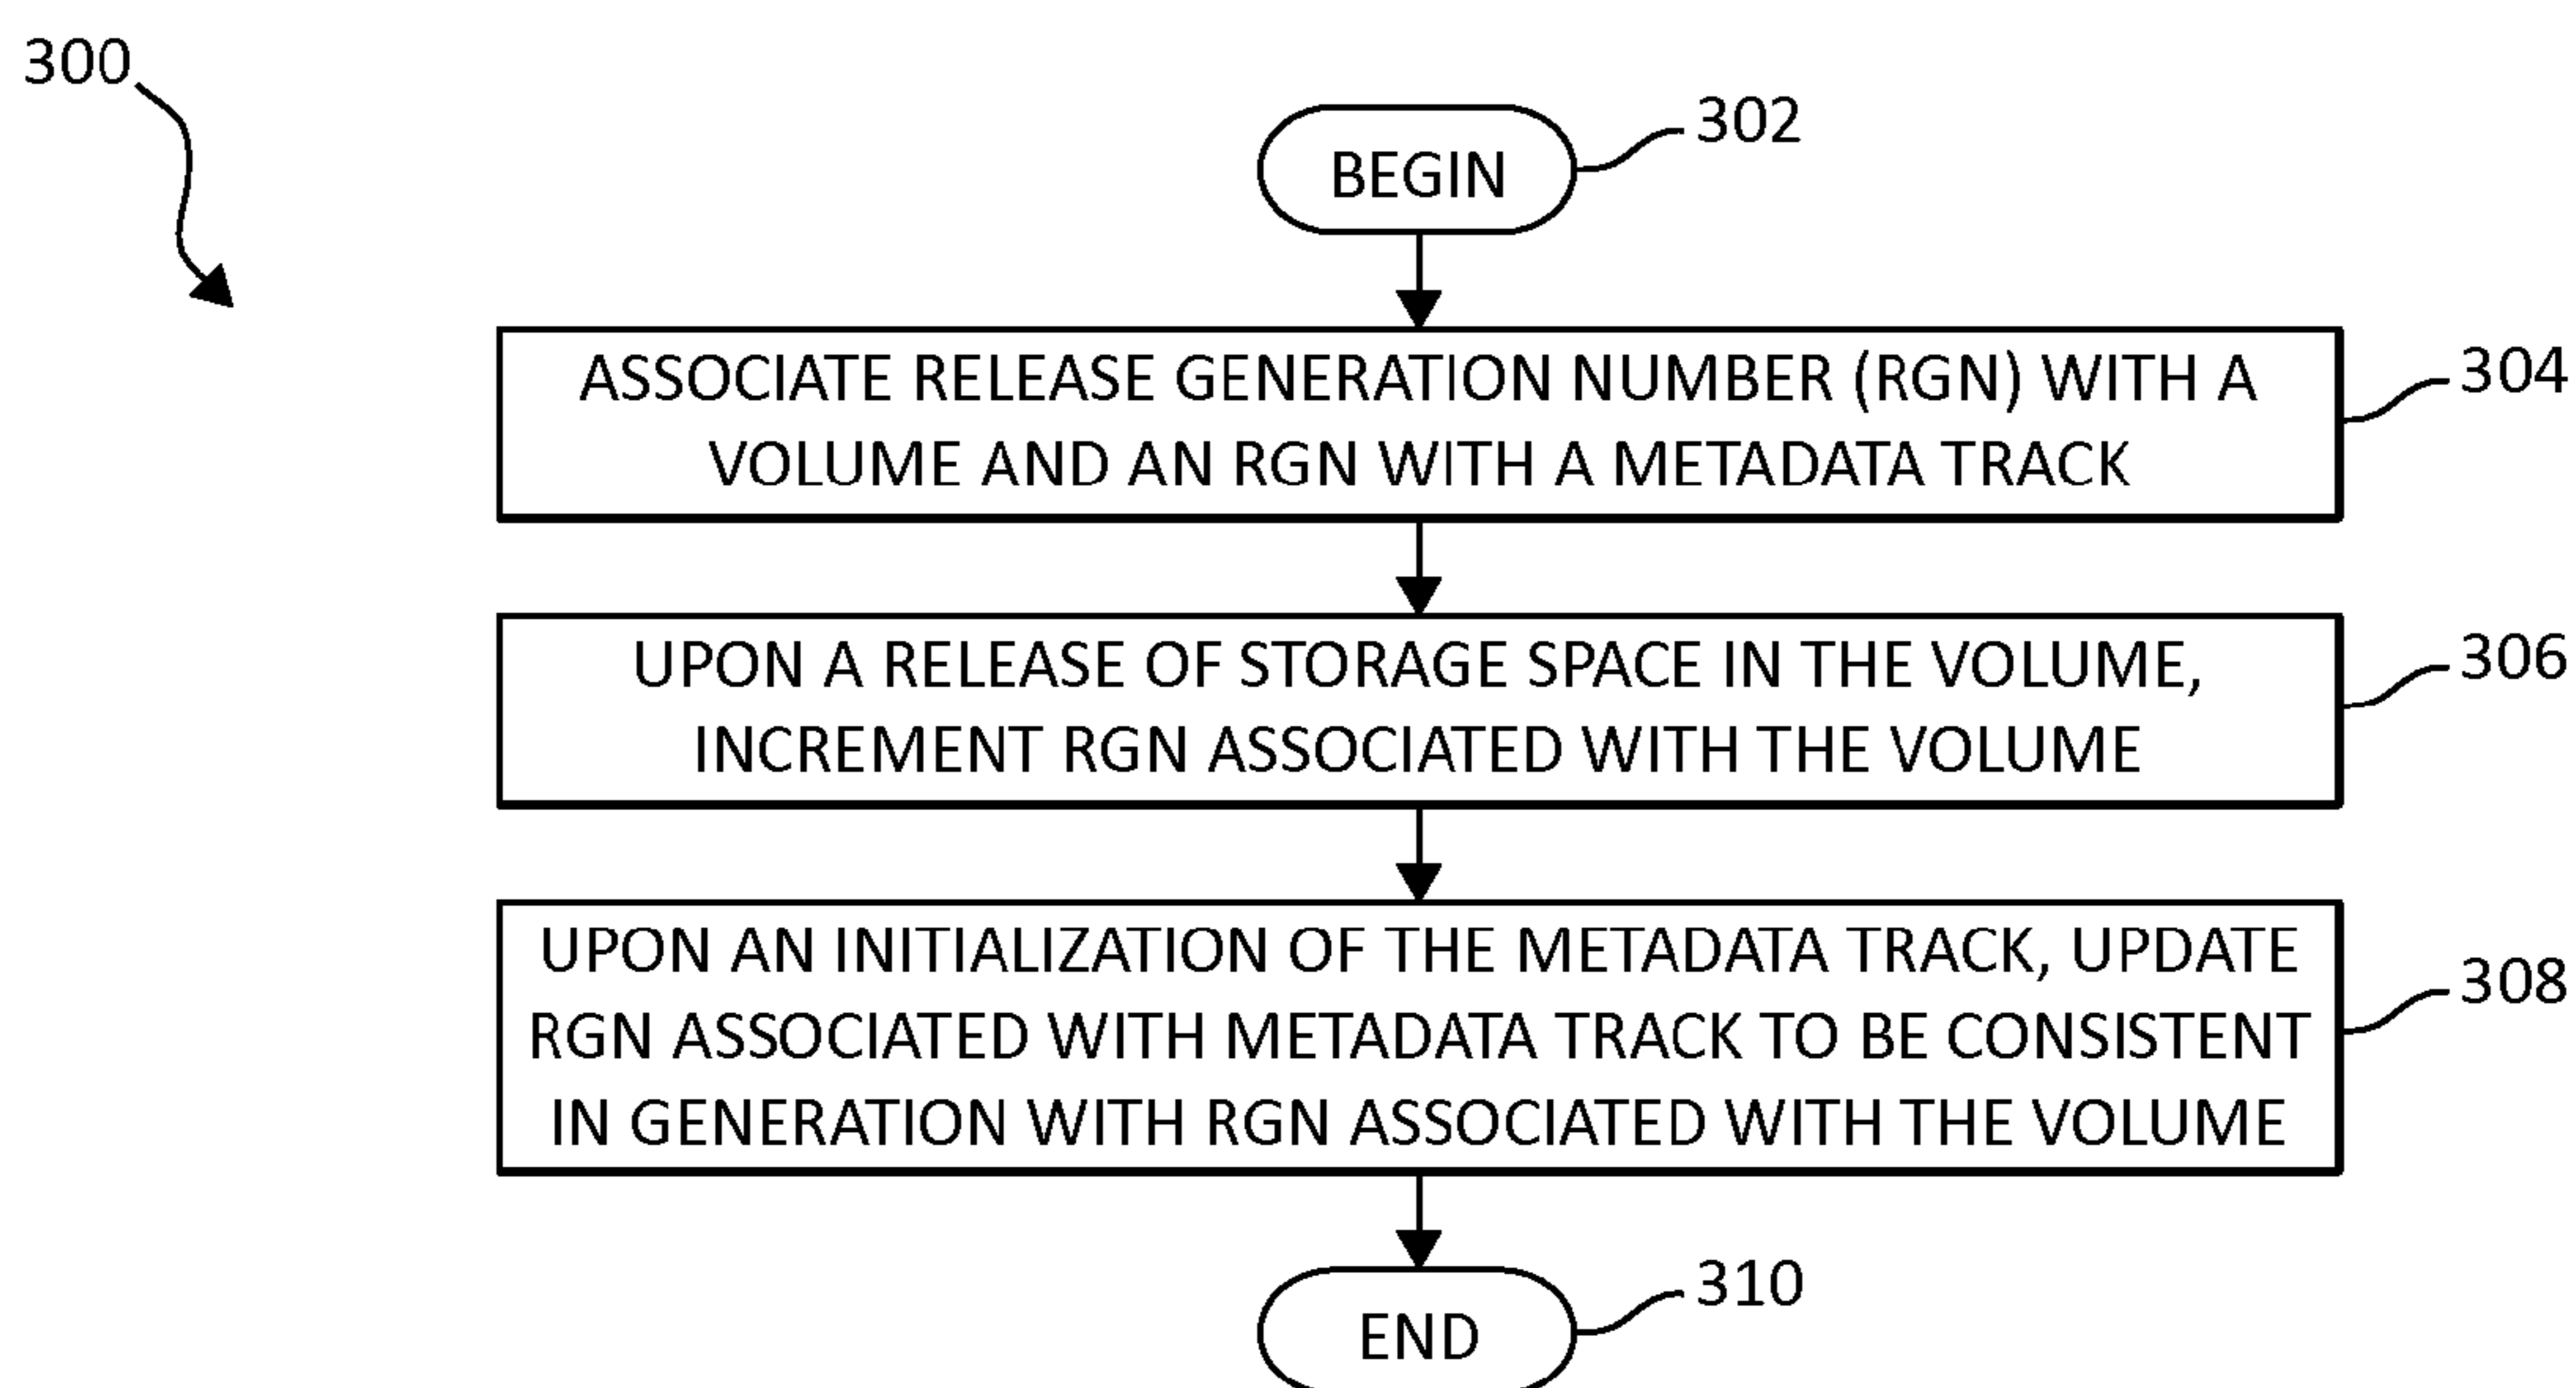 300
BEGIN
302
ASSOCIATE RELEASE GENERATION NUMBER (RGN) WITH A
VOLUME AND AN RGN WITH A METADATA TRACK
304
UPON A RELEASE OF STORAGE SPACE IN THE VOLUME,
INCREMENT RGN ASSOCIATED WITH THE VOLUME
306
UPON AN INITIALIZATION OF THE METADATA TRACK, UPDATE
RGN ASSOCIATED WITH METADATA TRACK TO BE CONSISTENT
IN GENERATION WITH RGN ASSOCIATED WITH THE VOLUME
308
END
310